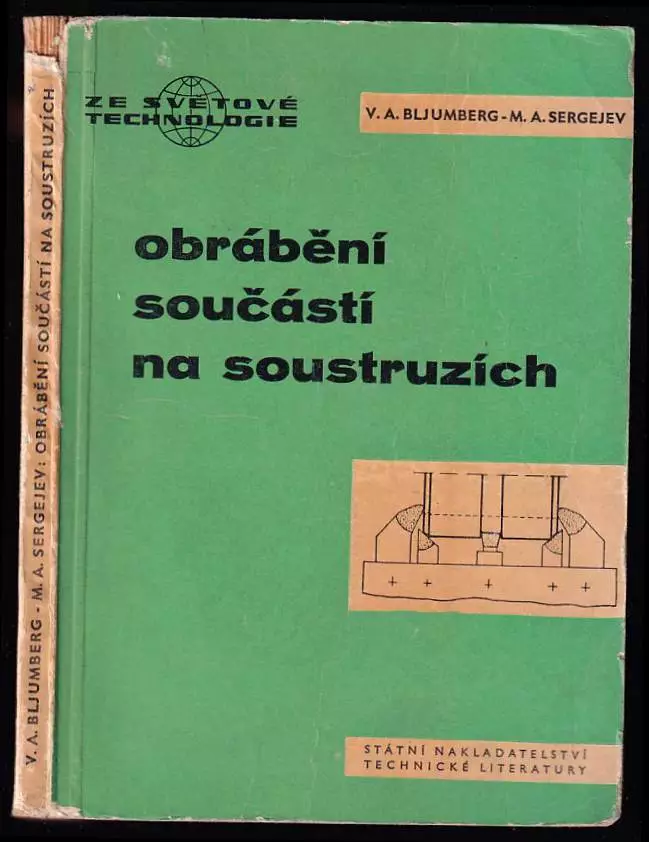 V. A. BLJUMBERG - M. A. SERGEJEV: OBRÁBĚNÍ SOUČÁSTÍ NA SOUSTRUZÍCH
ZE SVĚTOVÉ
TECHNOLOGIE
V. A. BLJUMBERG - M. A. SERGEJEV
obrábění
součástí
na soustruzích
STÁTNÍ NAKLADATELSTVÍ
TECHNICKÉ LITERATURY